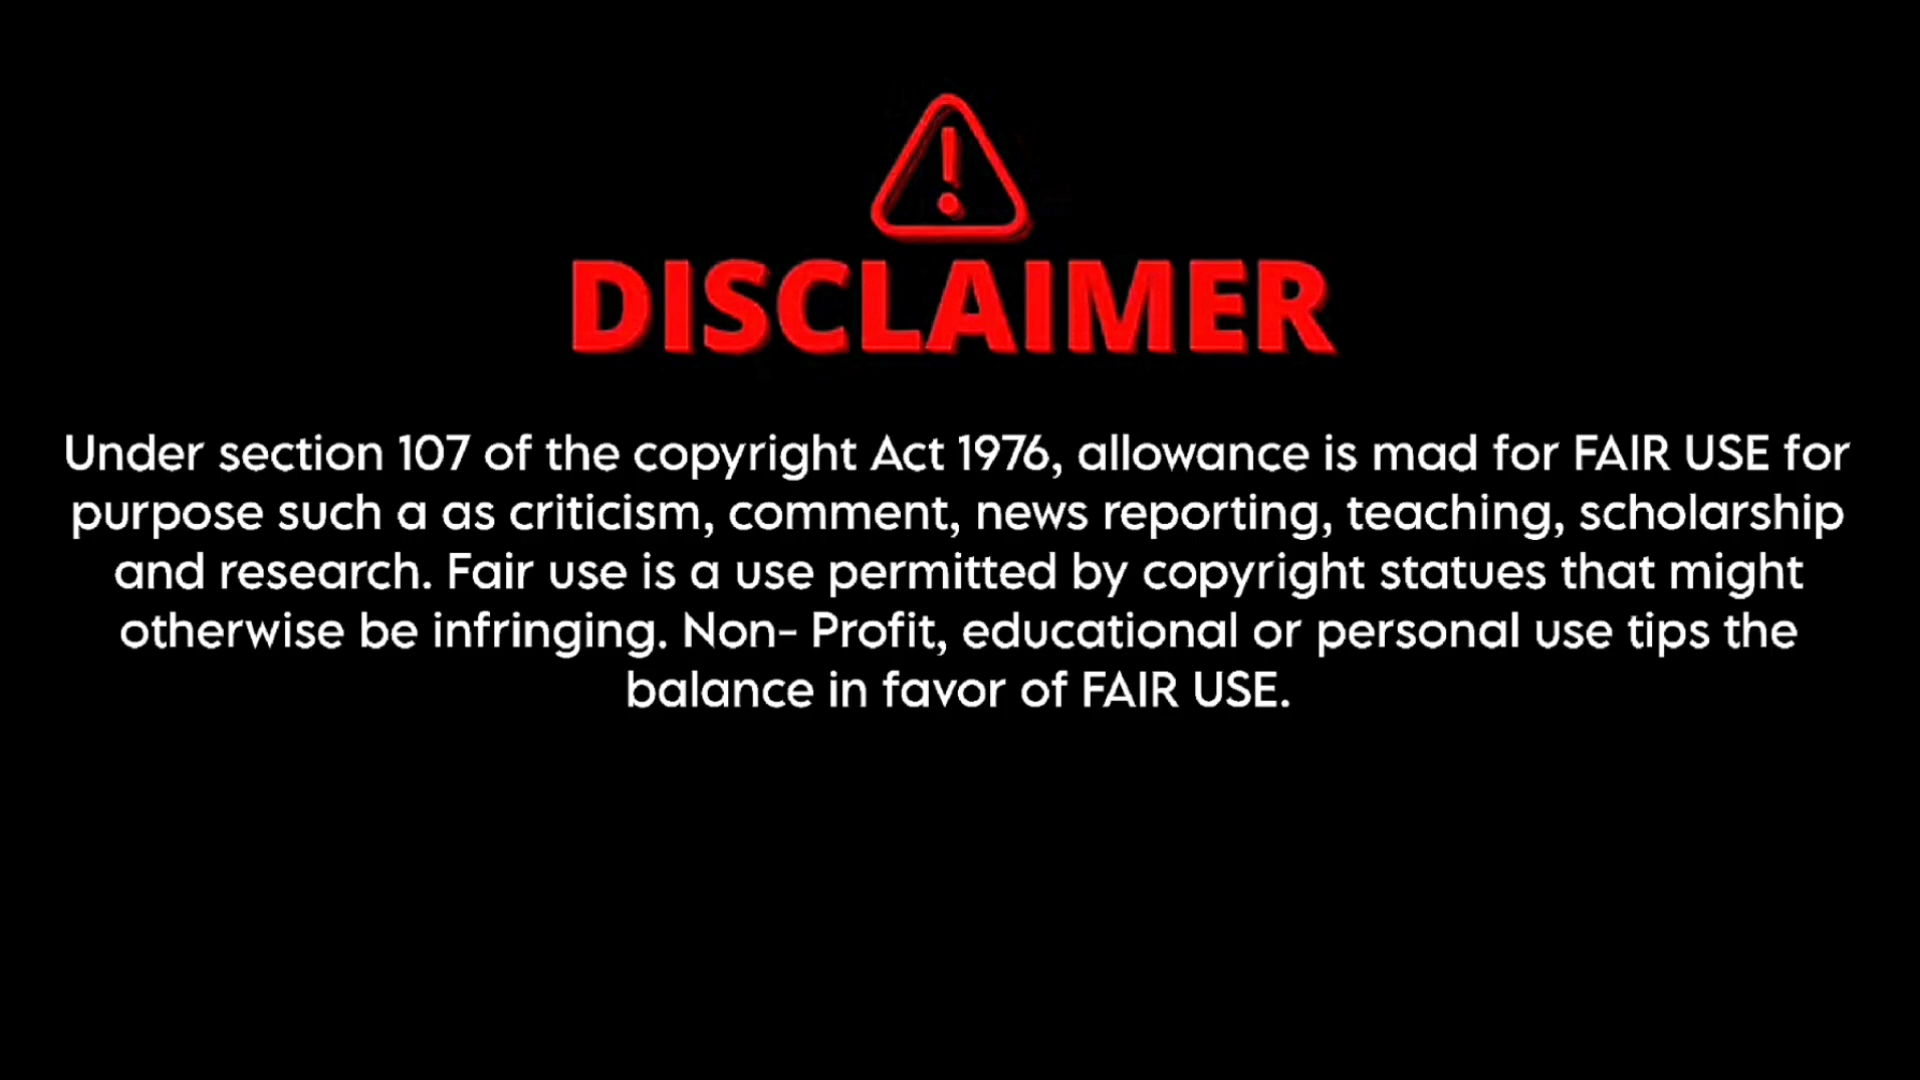 DISCLAIMER
Under section 107 of the copyright Act 1976, allowance is mad for FAIR USE for
purpose such a as criticism, comment, news reporting, teaching, scholarship
and research. Fair use is a use permitted by copyright statues that might
otherwise be infringing. Non- Profit, educational or personal use tips the
balance in favor of FAIR USE.